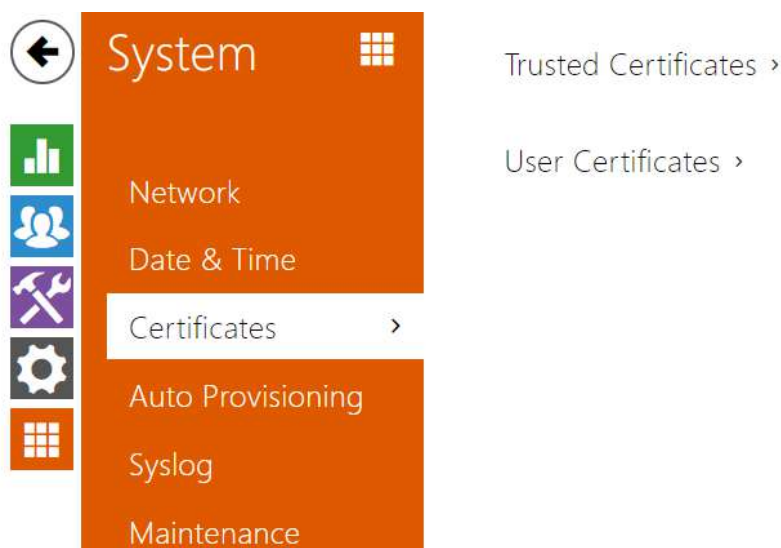 System
Network
Date & Time
Certificates ›
Auto Provisioning
Syslog
Maintenance
Trusted Certificates ›
User Certificates ›